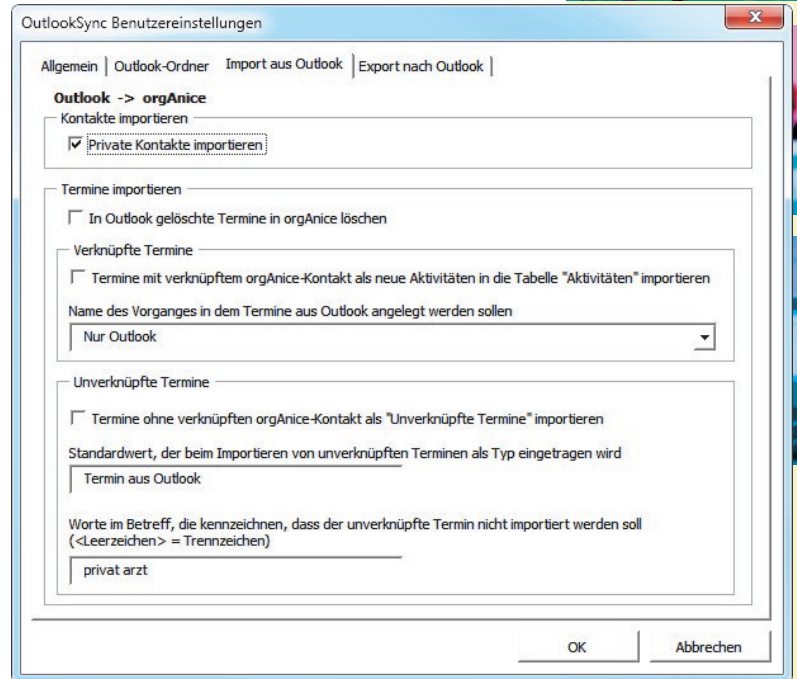 OutlookSync Benutzereinstellungen
Allgemein
Outlook-Ordner
Import aus Outlook
Export nach Outlook
Outlook -> orgAnice
Kontakte importieren
Private Kontakte importieren
Termine importieren
In Outlook gelöschte Termine in orgAnice löschen
Verknüpfte Termine
Termine mit verknüpftem orgAnice-Kontakt als neue Aktivitäten in die Tabelle "Aktivitäten" importieren
Name des Vorganges in dem Termine aus Outlook angelegt werden sollen
Nur Outlook
Unverknüpfte Termine
Termine ohne verknüpften orgAnice-Kontakt als "Unverknüpfte Termine" importieren
Standardwert, der beim Importieren von unverknüpften Terminen als Typ eingetragen wird
Termin aus Outlook
Worte im Betreff, die kennzeichnen, dass der unverknüpfte Termin nicht importiert werden soll
(<Leerzeichen> = Trennzeichen)
privat arzt
OK
Abbrechen